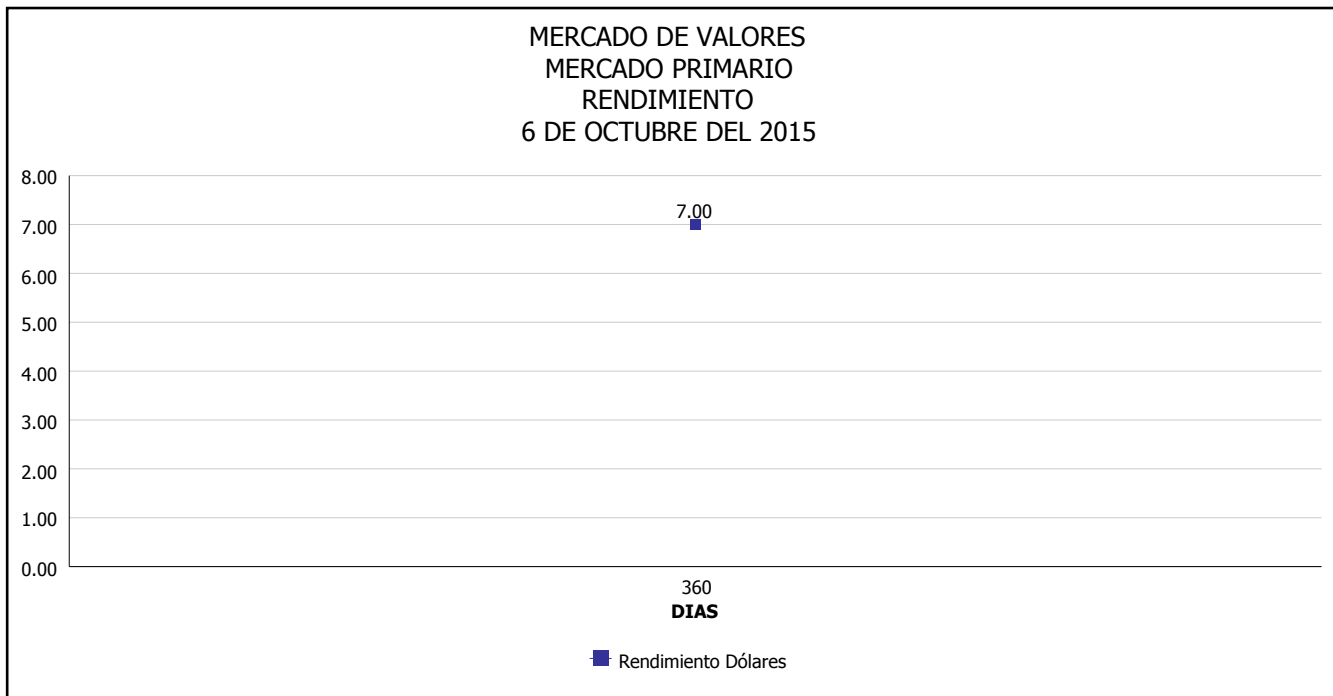 MERCADO DE VALORES
MERCADO PRIMARIO
RENDIMIENTO
6 DE OCTUBRE DEL 2015
8.00
7.00
7.00
6.00
5.00
4.00
3.00
2.00
1.00
0.00
360
DIAS
Rendimiento Dólares